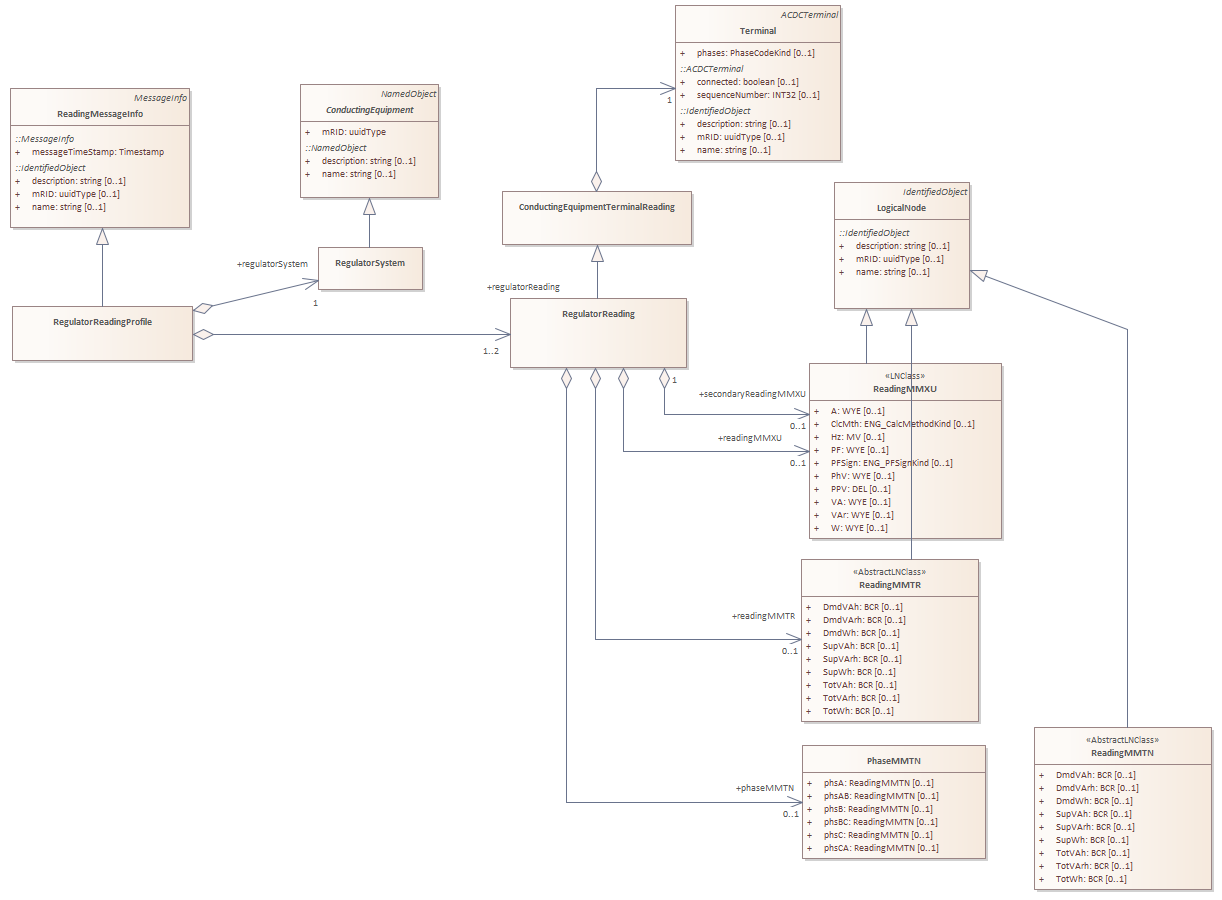 ACDCTerminal
Terminal
+ phases: PhaseCodeKind [0..1]
::ACDCTerminal
+ connected: boolean [0..1]
+ sequenceNumber: INT32 [0..1]
::IdentifiedObject
+ description: string [0..1]
+ mRID: uuidType [0..1]
+ name: string [0..1]
1
MessageInfo
ReadingMessageInfo
::MessageInfo
+ messageTimeStamp: Timestamp
::IdentifiedObject
+ description: string [0..1]
+ mRID: uuidType [0..1]
+ name: string [0..1]
NamedObject
ConductingEquipment
+ mRID: uuidType
::NamedObject
+ description: string [0..1]
+ name: string [0..1]
ConductingEquipmentTerminalReading
IdentifiedObject
LogicalNode
::IdentifiedObject
+ description: string [0..1]
+ mRID: uuidType [0..1]
+ name: string [0..1]
RegulatorSystem
+regulatorSystem
1
RegulatorReadingProfile
+regulatorReading
1..2
RegulatorReading
1
+secondaryReadingMMXU
0..1
+readingMMXU
0..1
«LNClass»
ReadingMMXU
+ A: WYE [0..1]
+ ClcMth: ENG_CalcMethodKind [0..1]
+ Hz: MV [0..1]
+ PF: WYE [0..1]
+ PFSign: ENG_PFSignKind [0..1]
+ PhV: WYE [0..1]
+ PPV: DEL [0..1]
+ VA: WYE [0..1]
+ VAr: WYE [0..1]
+ W: WYE [0..1]
+readingMMTR
0..1
«AbstractLNClass»
ReadingMMTR
+ DmdVAh: BCR [0..1]
+ DmdVArh: BCR [0..1]
+ DmdWh: BCR [0..1]
+ SupVAh: BCR [0..1]
+ SupVArh: BCR [0..1]
+ SupWh: BCR [0..1]
+ TotVAh: BCR [0..1]
+ TotVArh: BCR [0..1]
+ TotWh: BCR [0..1]
+phaseMMTN
0..1
PhaseMMTN
+ phsA: ReadingMMTN [0..1]
+ phsAB: ReadingMMTN [0..1]
+ phsB: ReadingMMTN [0..1]
+ phsBC: ReadingMMTN [0..1]
+ phsC: ReadingMMTN [0..1]
+ phsCA: ReadingMMTN [0..1]
«AbstractLNClass»
ReadingMMTN
+ DmdVAh: BCR [0..1]
+ DmdVArh: BCR [0..1]
+ DmdWh: BCR [0..1]
+ SupVAh: BCR [0..1]
+ SupVArh: BCR [0..1]
+ SupWh: BCR [0..1]
+ TotVAh: BCR [0..1]
+ TotVArh: BCR [0..1]
+ TotWh: BCR [0..1]